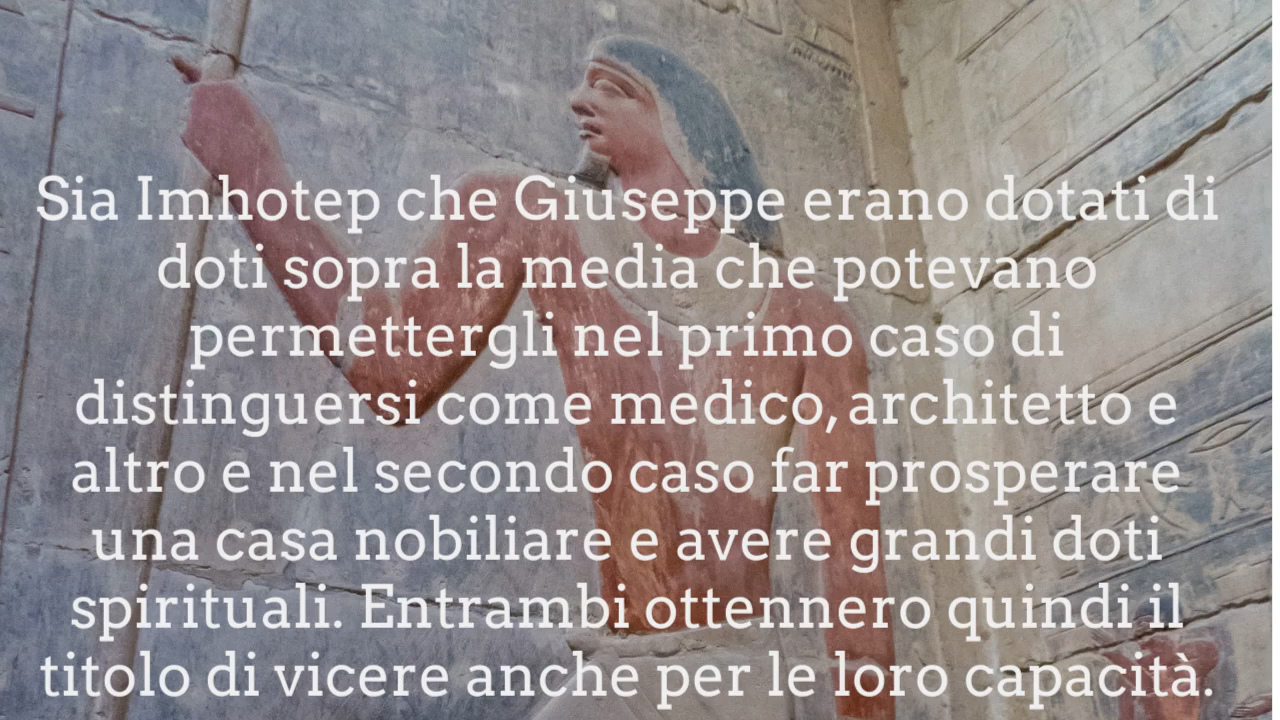 Sia Imhotep che Giuseppe erano dotati di
doti sopra la media che potevano
permettergli nel primo caso di
distinguersi come medico, architetto e
altro e nel secondo caso far prosperare
una casa nobiliare e avere grandi doti
spirituali. Entrambi ottennero quindi il
titolo di vicere anche per le loro capacità.